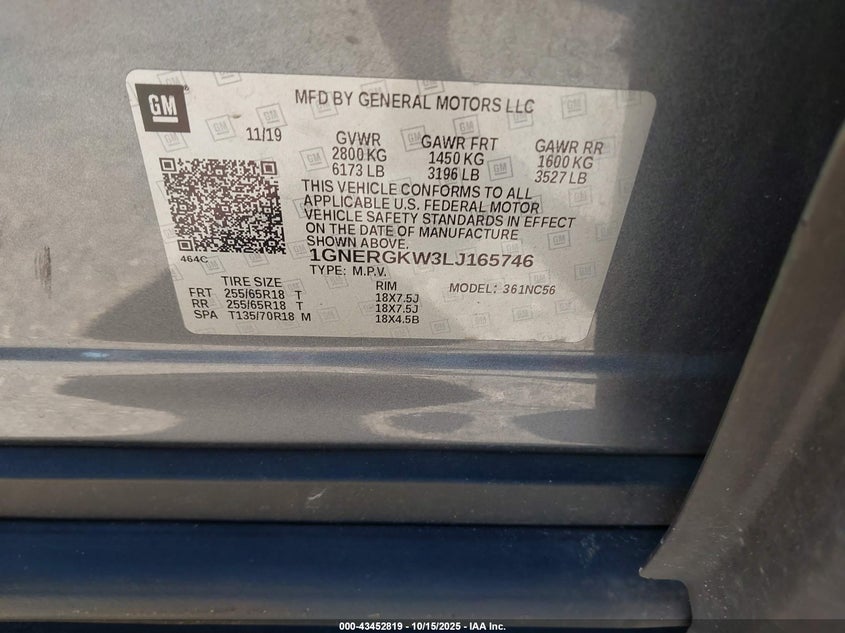 GM
MFD BY GENERAL MOTORS LLC
11/19
GVWR
2800 KG
6173 LB
GAWR FRT
1450 KG
3196 LB
GAWR RR
1600 KG
3527 LB
THIS VEHICLE CONFORMS TO ALL
APPLICABLE U.S. FEDERAL MOTOR
VEHICLE SAFETY STANDARDS IN EFFECT
ON THE DATE OF MANUFACTURE
SHOWN ABOVE.
464C
1GNERGKW3LJ165746
TYPE: M.P.V.
MODEL: 361NC56
TIRE SIZE RIM
FRT 255/65R18 T 18X7.5J
RR 255/65R18 T 18X7.5J
SPA T135/70R18 M 18X4.5B
000-43452819 - 10/15/2025 - IAA Inc.